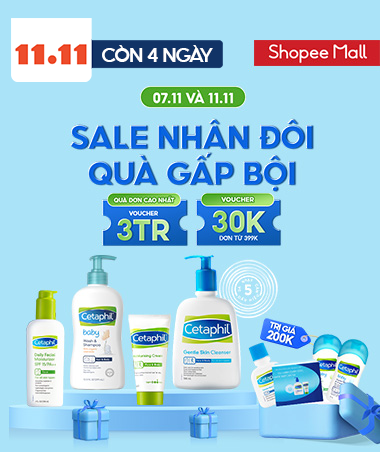 11.11 CÒN 4 NGÀY Shopee Mall
07.11 VÀ 11.11
SALE NHÂN ĐÔI
QUÀ GẤP BỘI
QUÀ ĐƠN CAO NHẤT
VOUCHER
3TR
VOUCHER
30K
ĐƠN TỪ 399K
5
Cetaphil
Daily Facial
Moisturizer
Cetaphil
baby
Wash &
Shampoo
Cetaphil
Cetaphil
Gentle Skin Cleanser
TRỊ GIÁ
200K
Cetaphil